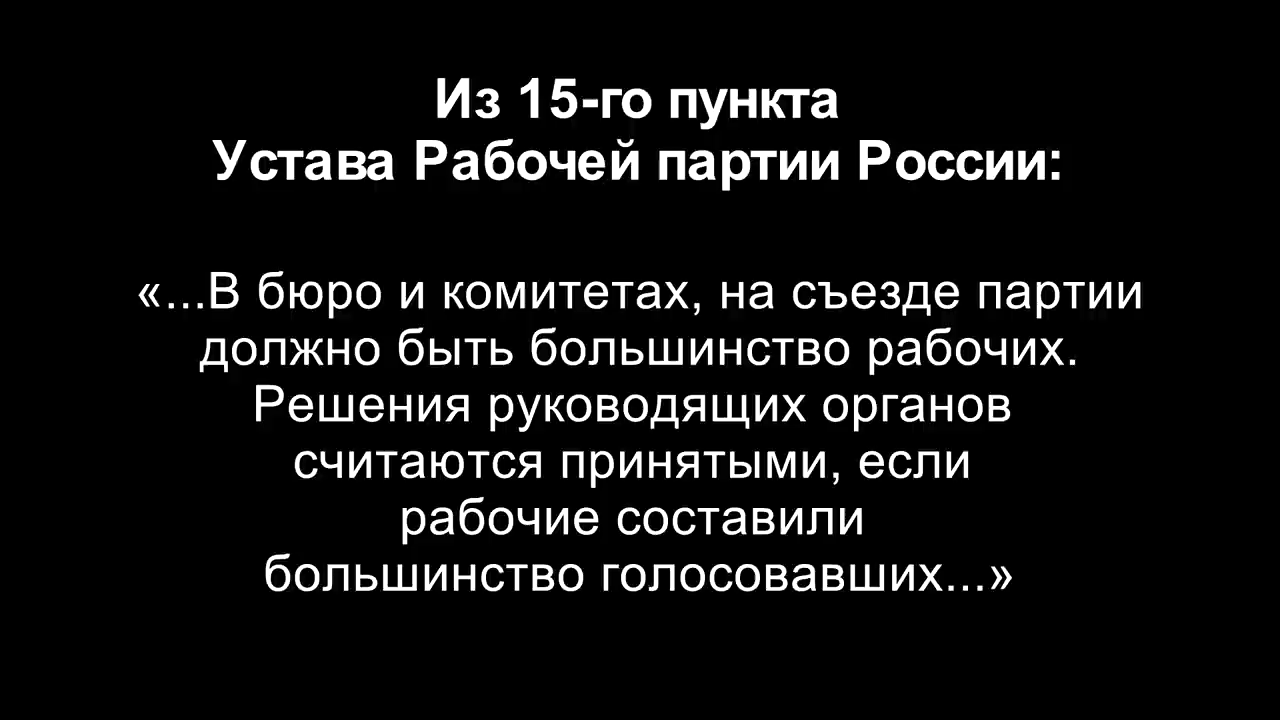 Из 15-го пункта
Устава Рабочей партии России:
«...В бюро и комитетах, на съезде партии
должно быть большинство рабочих.
Решения руководящих органов
считаются принятыми, если
рабочие составили
большинство голосовавших...»